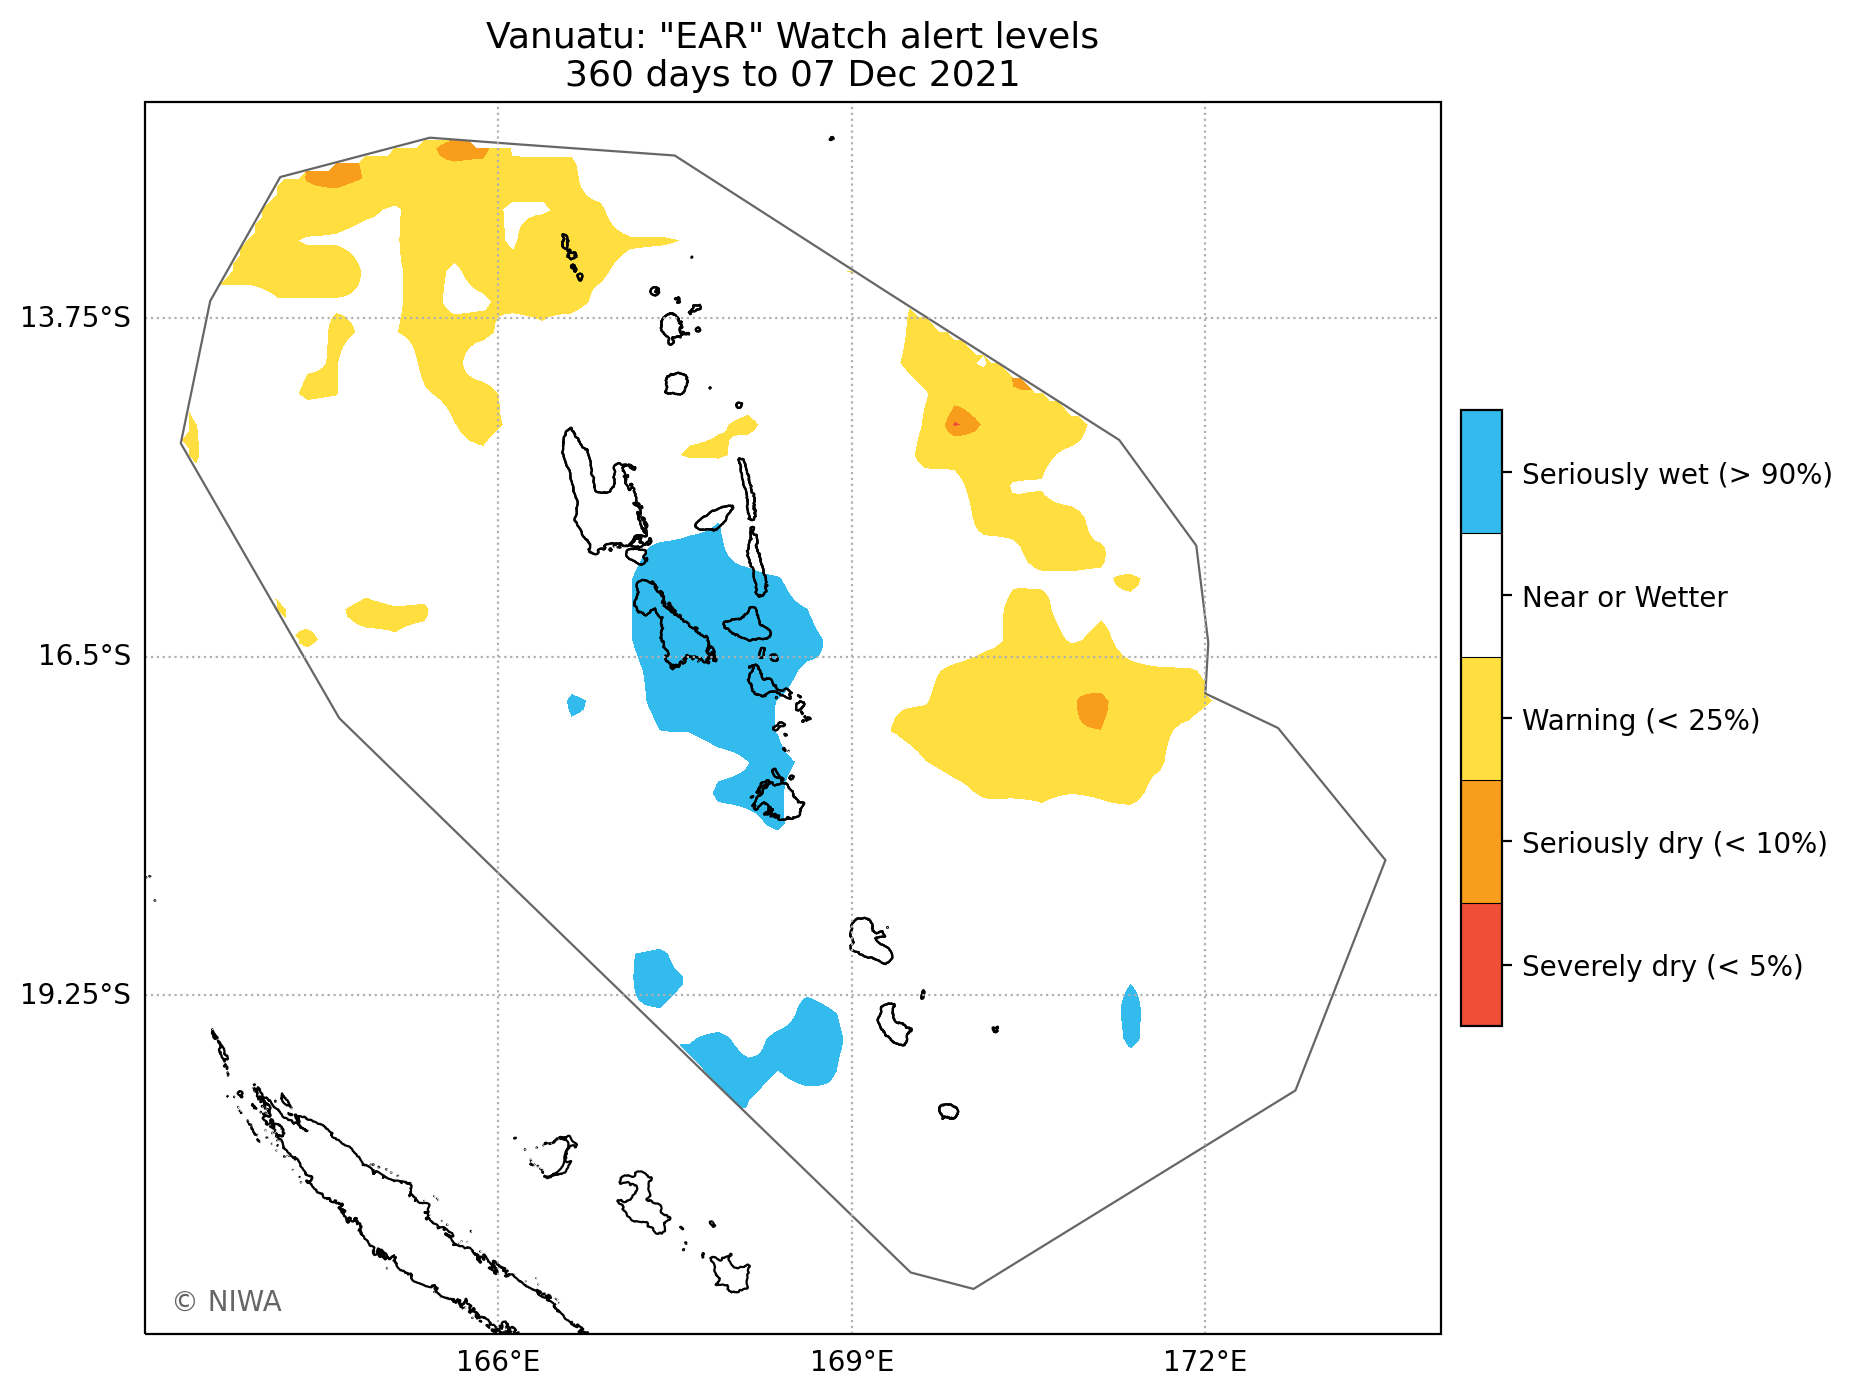 Vanuatu: "EAR" Watch alert levels
360 days to 07 Dec 2021
13.75°S
16.5°S
19.25°S
166°E
169°E
172°E
Seriously wet (> 90%)
Near or Wetter
Warning (< 25%)
Seriously dry (< 10%)
Severely dry (< 5%)
© NIWA